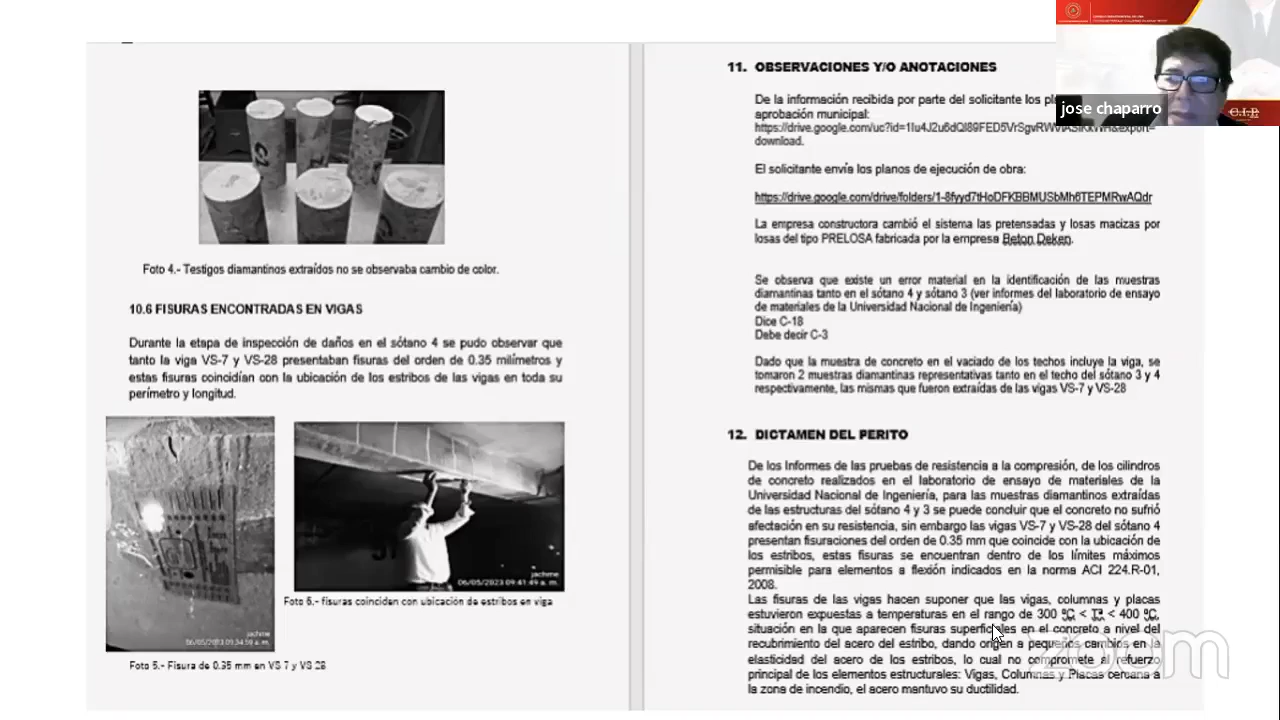 Foto 4.- Testigos diamantinos extraídos no se observaba cambio de color.
10.6 FISURAS ENCONTRADAS EN VIGAS
Durante la etapa de inspección de daños en el sótano 4 se pudo observar que
tanto la viga VS-7 y VS-28 presentaban fisuras del orden de 0.35 milímetros y
estas fisuras coincidían con la ubicación de los estribos de las vigas en toda su
perímetro y longitud.
jachme
06/05/2023 09:34:59 a. m.
jachme
06/05/2023 09:41:49 a. m.
Foto 6.- fisuras coinciden con ubicación de estribos en viga
Foto 5.- Fisura de 0.35 mm en VS 7 y VS 28
11. OBSERVACIONES Y/O ANOTACIONES
De la información recibida por parte del solicitante los
aprobación municipal:
download.
El solicitante envía los planos de ejecución de obra:
https://drive.google.com/drive/folders/1-8fyyd7tHoDFKBBMUSbMh6TEPMRwAQdr
La empresa constructora cambió el sistema las pretensadas y losas macizas por
losas del tipo PRELOSA fabricada por la empresa Beton Deken.
Se observa que existe un error material en la identificación de las muestras
diamantinas tanto en el sótano 4 y sótano 3 (ver informes del laboratorio de ensayo
de materiales de la Universidad Nacional de Ingeniería)
Dice C-18
Debe decir C-3
Dado que la muestra de concreto en el vaciado de los techos incluye la viga, se
tomaron 2 muestras diamantinas representativas tanto en el techo del sótano 3 y 4
respectivamente, las mismas que fueron extraídas de las vigas VS-7 y VS-28
12. DICTAMEN DEL PERITO
De los Informes de las pruebas de resistencia a la compresión, de los cilindros
de concreto realizados en el laboratorio de ensayo de materiales de la
Universidad Nacional de Ingeniería, para las muestras diamantinos extraídas
de las estructuras del sótano 4 y 3 se puede concluir que el concreto no sufrió
afectación en su resistencia, sin embargo las vigas VS-7 y VS-28 del sótano 4
presentan fisuraciones del orden de 0.35 mm que coincide con la ubicación de
los estribos, estas fisuras se encuentran dentro de los límites máximos
permisible para elementos a flexión indicados en la norma ACI 224.R-01,
2008.
Las fisuras de las vigas hacen suponer que las vigas, columnas y placas
estuvieron expuestas a temperaturas en el rango de 300 ºC < Tª < 400 ºC,
situación en la que aparecen fisuras superficiales en el concreto a nivel del
recubrimiento del acero del estribo, dando origen a pequeños cambios en la
elasticidad del acero de los estribos, lo cual no compromete al refuerzo
principal de los elementos estructurales: Vigas, Columnas y Placas cercana a
la zona de incendio, el acero mantuvo su ductilidad.
jose chaparro
C.I.P.
zoom